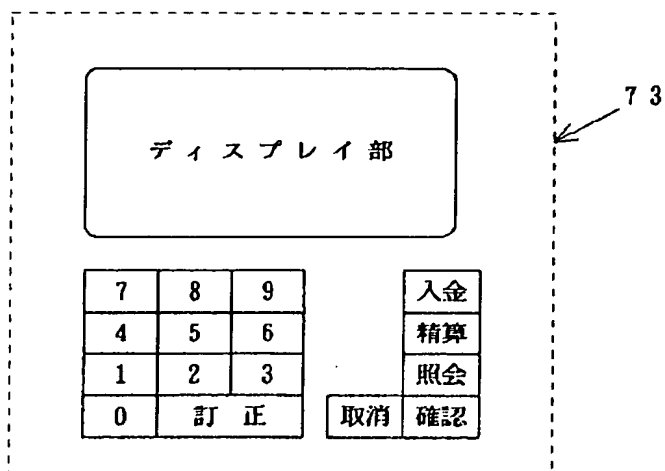 73
ディスプレイ部
7 8 9 入金
4 5 6 精算
1 2 3 照会
0 訂正 取消 確認